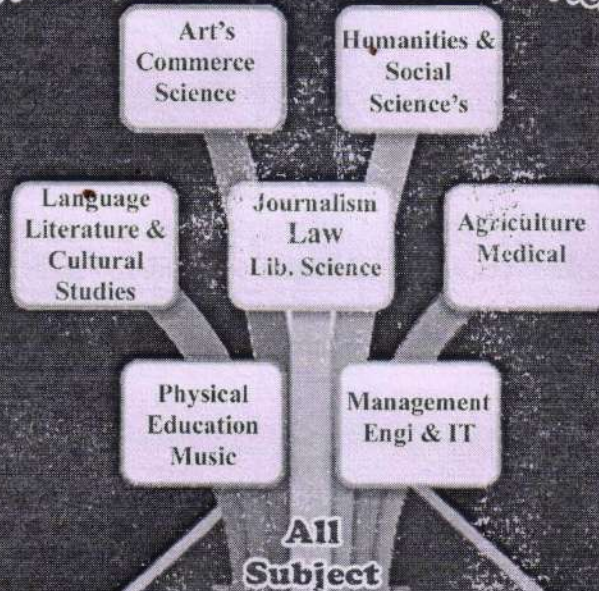 Art's
Commerce
Science
Humanities &
Social
Science's
Language
Literature &
Cultural
Studies
Journalism
Law
Lib. Science
Agriculture
Medical
Physical
Education
Music
Management
Engi & IT
All
Subject